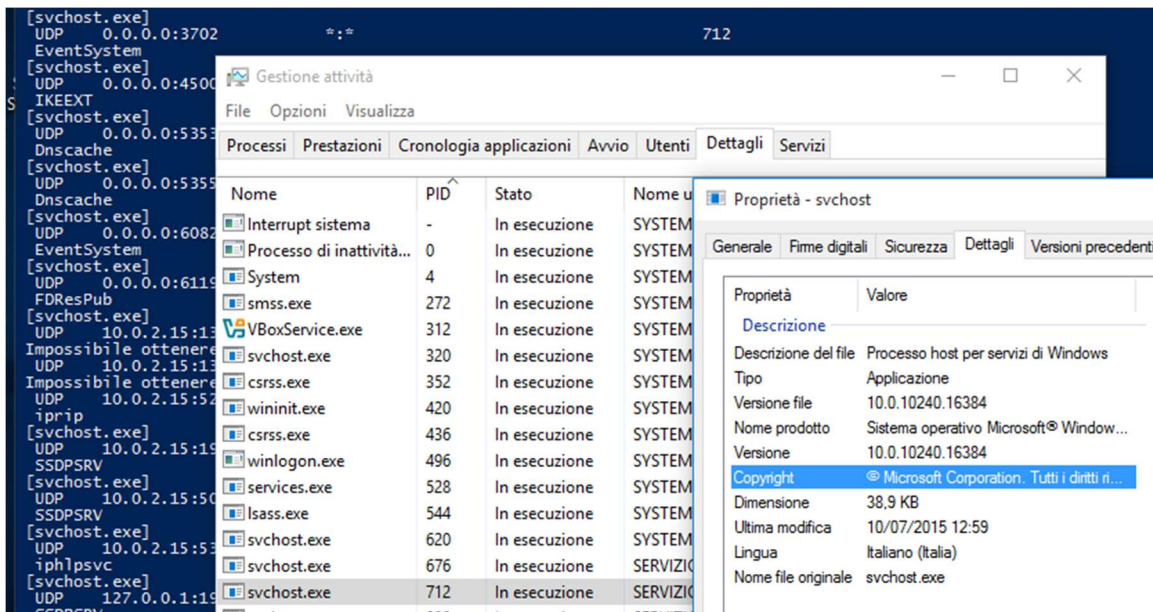 [svchost.exe]
UDP 0.0.0.0:3702 *:* 712
EventSystem
[svchost.exe]
UDP 0.0.0.0:4500
IKEEXT
[svchost.exe]
UDP 0.0.0.0:5353
Dnscache
[svchost.exe]
UDP 0.0.0.0:5355
Dnscache
[svchost.exe]
UDP 0.0.0.0:6082
EventSystem
[svchost.exe]
UDP 0.0.0.0:6119
FDResPub
[svchost.exe]
UDP 10.0.2.15:13
Impossibile ottenere
UDP 10.0.2.15:13
Impossibile ottenere
UDP 10.0.2.15:52
iprip
[svchost.exe]
UDP 10.0.2.15:19
SSDPSRV
[svchost.exe]
UDP 10.0.2.15:50
SSDPSRV
[svchost.exe]
UDP 10.0.2.15:53
iphlpsvc
[svchost.exe]
UDP 127.0.0.1:19
Gestione attività
File Opzioni Visualizza
Processi Prestazioni Cronologia applicazioni Avvio Utenti Dettagli Servizi
Nome PID Stato Nome u
Interrupt sistema - In esecuzione SYSTEM
Processo di inattività... 0 In esecuzione SYSTEM
System 4 In esecuzione SYSTEM
smss.exe 272 In esecuzione SYSTEM
VBoxService.exe 312 In esecuzione SYSTEM
svchost.exe 320 In esecuzione SYSTEM
csrss.exe 352 In esecuzione SYSTEM
wininit.exe 420 In esecuzione SYSTEM
csrss.exe 436 In esecuzione SYSTEM
winlogon.exe 496 In esecuzione SYSTEM
services.exe 528 In esecuzione SYSTEM
lsass.exe 544 In esecuzione SYSTEM
svchost.exe 620 In esecuzione SYSTEM
svchost.exe 676 In esecuzione SERVIZIO
svchost.exe 712 In esecuzione SERVIZIO
Proprietà - svchost
Generale Firme digitali Sicurezza Dettagli Versioni precedenti
Proprietà Valore
Descrizione
Descrizione del file Processo host per servizi di Windows
Tipo Applicazione
Versione file 10.0.10240.16384
Nome prodotto Sistema operativo Microsoft® Window...
Versione 10.0.10240.16384
Copyright © Microsoft Corporation. Tutti i diritti ri...
Dimensione 38,9 KB
Ultima modifica 10/07/2015 12:59
Lingua Italiano (Italia)
Nome file originale svchost.exe